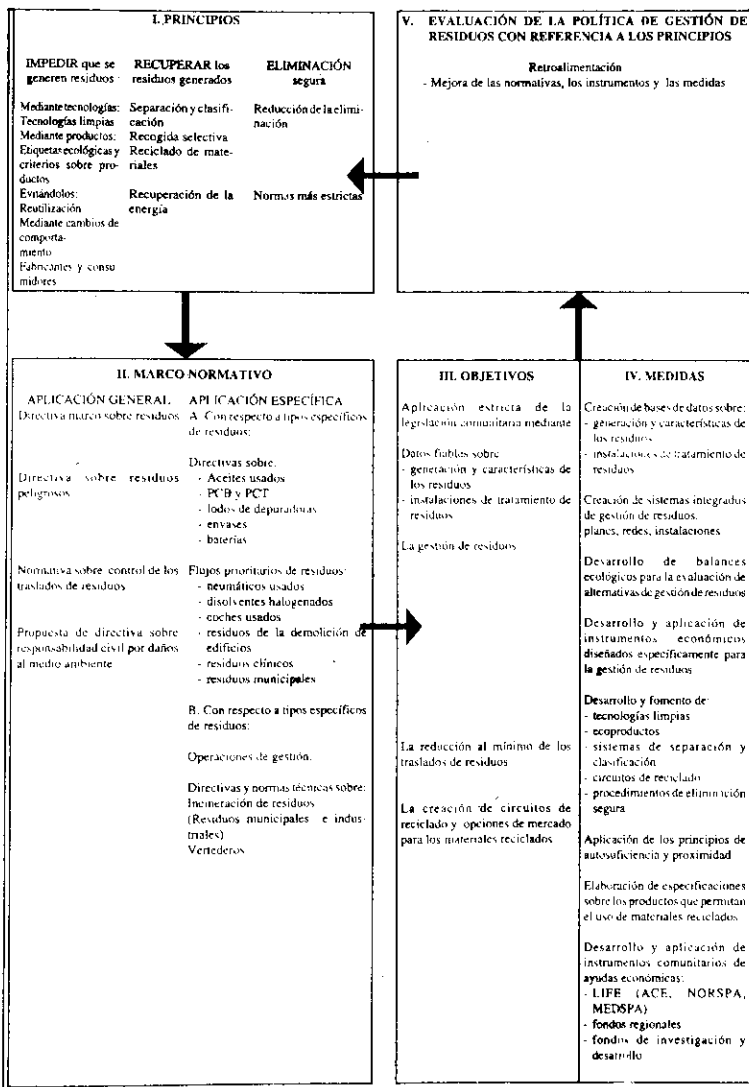 I. PRINCIPIOS
IMPEDIR que se
generen residuos
Mediante tecnologías:
Tecnologías limpias
Mediante productos:
Etiquetas ecológicas y
criterios sobre pro-
ductos
Evitándolos:
Reutilización
Mediante cambios de
comporta-
miento
Fabricantes y consu
midores
RECUPERAR los
residuos generados
Separación y clasifi-
cación
Recogida selectiva
Reciclado de mate-
riales
Recuperación de la
energía
ELIMINACIÓN
segura
Reducción de la elimi-
nación
Normas más estrictas
V. EVALUACIÓN DE LA POLÍTICA DE GESTIÓN DE
RESIDUOS CON REFERENCIA A LOS PRINCIPIOS
Retroalimentación
- Mejora de las normativas, los instrumentos y las medidas
II. MARCO NORMATIVO
APLICACIÓN GENERAL
Directiva marco sobre residuos
Directiva sobre residuos
peligrosos
Normativa sobre control de los
traslados de residuos
Propuesta de directiva sobre
responsabilidad civil por daños
al medio ambiente
APLICACIÓN ESPECÍFICA
A. Con respecto a tipos específicos
de residuos:
Directivas sobre:
- Aceites usados
- PCB y PCT
- lodos de depuradoras
- envases
- baterías
Flujos prioritarios de residuos:
- neumáticos usados
- disolventes halogenados
- coches usados
- residuos de la demolición de
edificios
- residuos clínicos
- residuos municipales
B. Con respecto a tipos específicos
de residuos:
Operaciones de gestión.
Directivas y normas técnicas sobre:
Incineración de residuos
(Residuos municipales e indus-
triales)
Vertederos
III. OBJETIVOS
Aplicación estricta de la
legislación comunitaria mediante
Datos fiables sobre
- generación y características de
los residuos
- instalaciones de tratamiento de
residuos
La gestión de residuos
La reducción al mínimo de los
traslados de residuos
La creación de circuitos de
reciclado y opciones de mercado
para los materiales reciclados
IV. MEDIDAS
Creación de bases de datos sobre:
- generación y características de
los residuos
- instalaciones de tratamiento de
residuos
Creación de sistemas integrados
de gestión de residuos:
planes, redes, instalaciones
Desarrollo de balances
ecológicos para la evaluación de
alternativas de gestión de residuos
Desarrollo y aplicación de
instrumentos económicos
diseñados específicamente para
la gestión de residuos
Desarrollo y fomento de:
- tecnologías limpias
- ecoproductos
- sistemas de separación y
clasificación
- circuitos de reciclado
- procedimientos de eliminación
segura
Aplicación de los principios de
autosuficiencia y proximidad
Elaboración de especificaciones
sobre los productos que permitan
el uso de materiales reciclados
Desarrollo y aplicación de
instrumentos comunitarios de
ayudas económicas:
- LIFE (ACE, NORSPA,
MEDSPA)
- fondos regionales
- fondos de investigación y
desarrollo